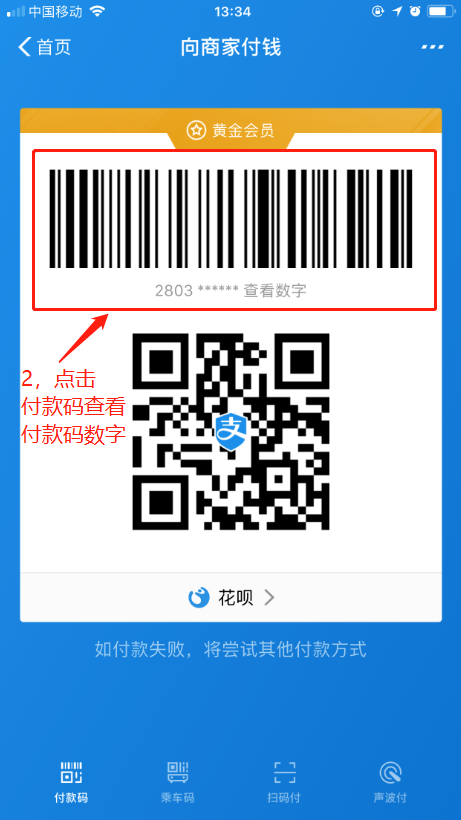 中国移动
13:34
首页
向商家付钱
黄金会员
2803 ****** 查看数字
2，点击
付款码查看
付款码数字
支
花呗
如付款失败，将尝试其他付款方式
付款码
乘车码
扫码付
声波付